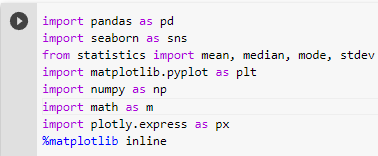 import pandas as pd
import seaborn as sns
from statistics import mean, median, mode, stdev
import matplotlib.pyplot as plt
import numpy as np
import math as m
import plotly.express as px
%matplotlib inline